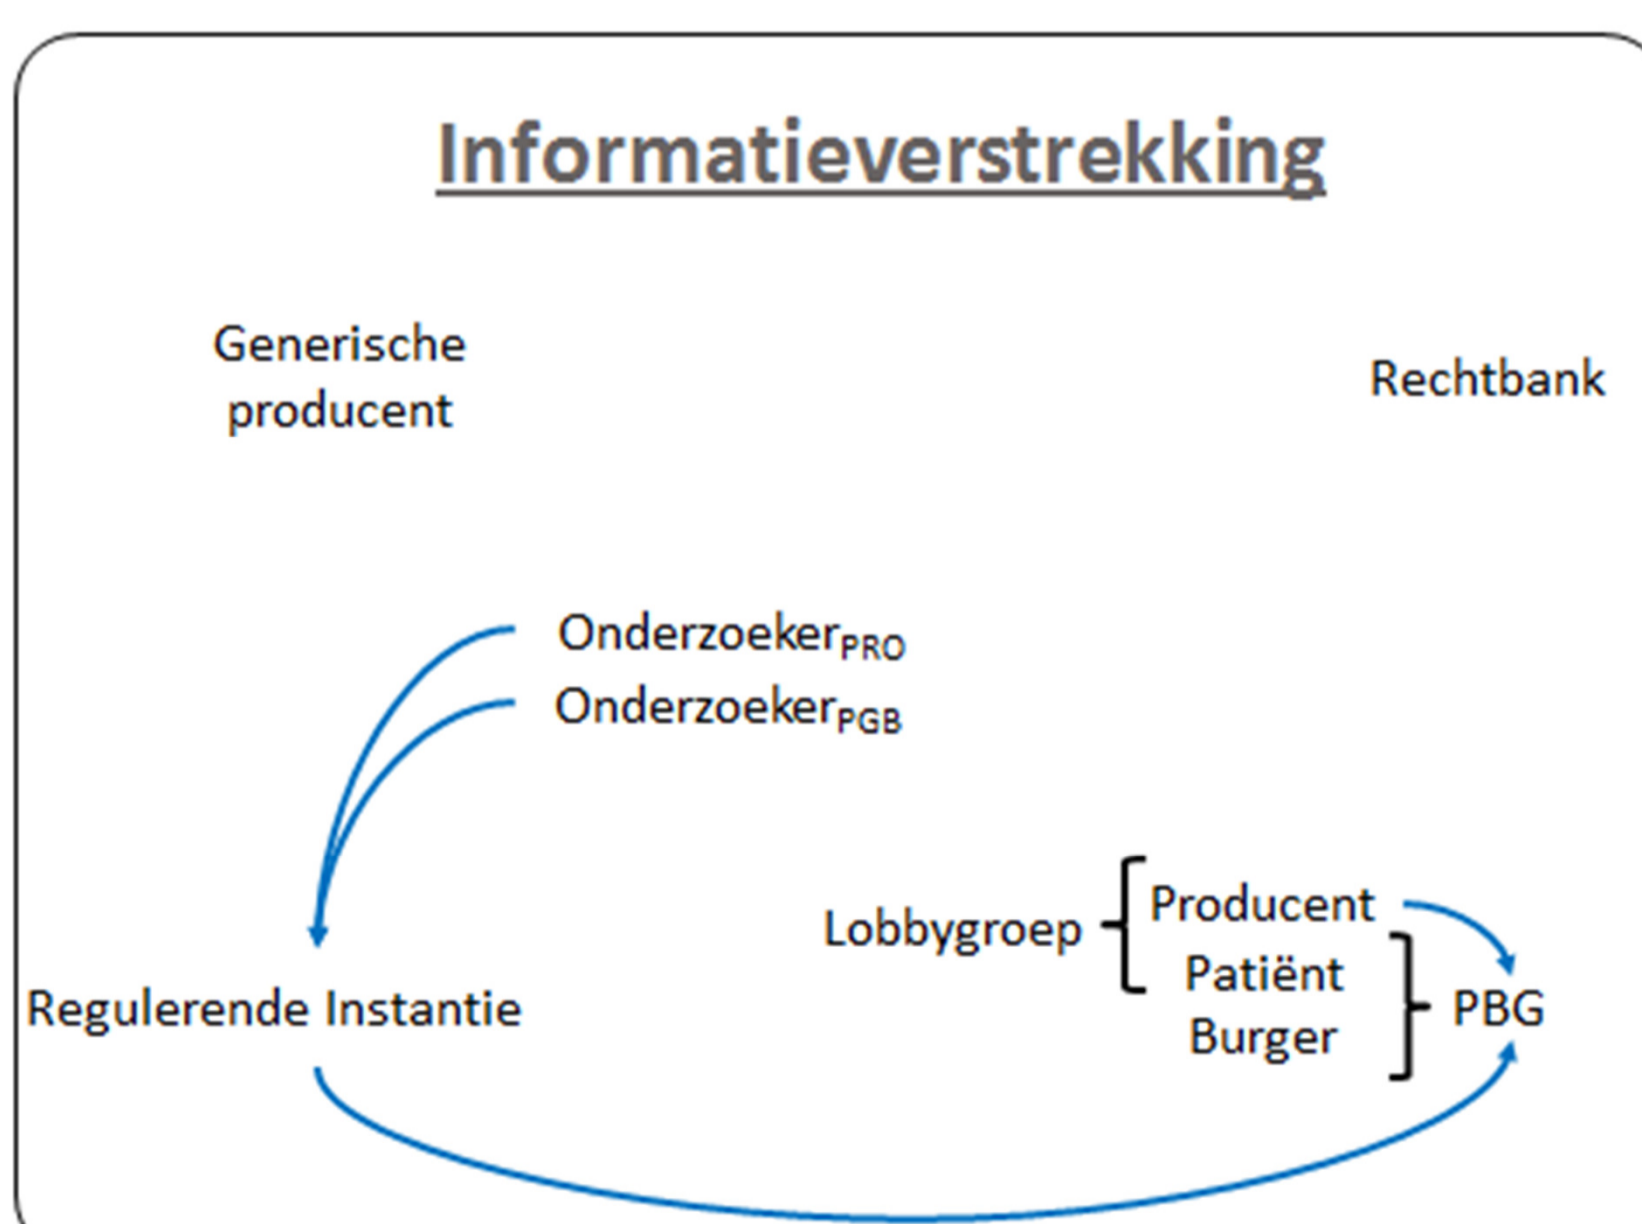 Informatieverstrekking
Generische
producent
Rechtbank
OnderzoekerPRO
OnderzoekerPGB
Lobbygroep
Producent
Patiënt
Burger
PBG
Regulerende Instantie